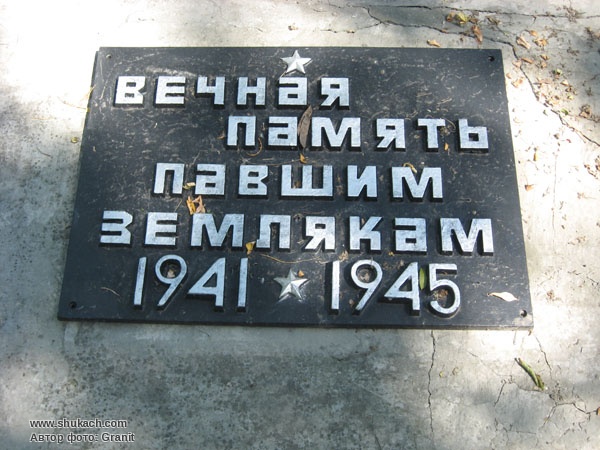 ВЕЧНАЯ
ПАМЯТЬ
ПАВШИМ
ЗЕМЛЯКАМ
1941 ★ 1945
www.shukach.com
Автор фото: Granit